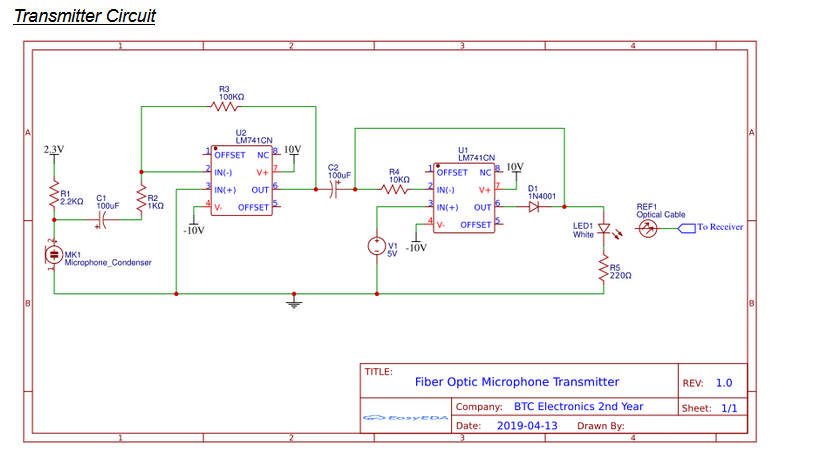 Transmitter Circuit
1 2 3 4
A A
B B
R3
100KΩ
U2
LM741CN
1 OFFSET NC 8
2 IN(-) V+ 7
3 IN(+) OUT 6
4 V- OFFSET 5
10V
-10V
2.3V
R1
2.2KΩ
C1
100uF
R2
1KΩ
MK1
Microphone_Condenser
2
1
C2
100uF
R4
10KΩ
U1
LM741CN
1 OFFSET NC 8
2 IN(-) V+ 7
3 IN(+) OUT 6
4 V- OFFSET 5
10V
-10V
V1
5V
D1
1N4001
LED1
White
R5
220Ω
REF1
Optical Cable
To Receiver
TITLE:
Fiber Optic Microphone Transmitter
REV: 1.0
EasyEDA
Company: BTC Electronics 2nd Year
Sheet: 1/1
Date: 2019-04-13 Drawn By:
1 2 3 4